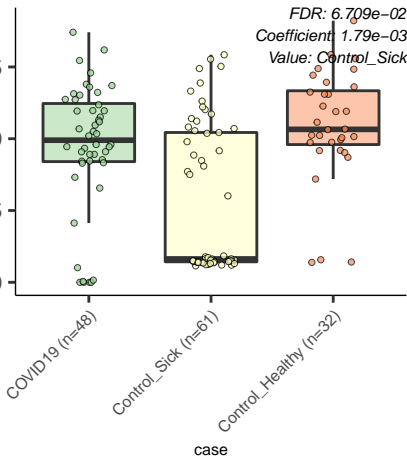 FDR: 6.709e−02
Coefficient: 1.79e−03
Value: Control_Sick
COVID19 (n=48)
Control_Sick (n=61)
Control_Healthy (n=32)
case